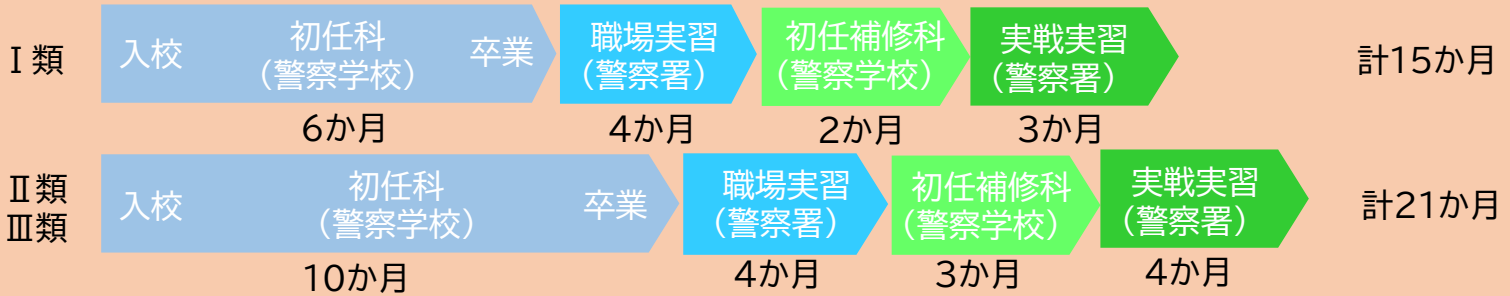 Ⅰ類
入校
初任科
(警察学校)
卒業
職場実習
(警察署)
初任補修科
(警察学校)
実戦実習
(警察署)
計15か月
6か月
4か月
2か月
3か月
Ⅱ類
Ⅲ類
入校
初任科
(警察学校)
卒業
職場実習
(警察署)
初任補修科
(警察学校)
実戦実習
(警察署)
計21か月
10か月
4か月
3か月
4か月